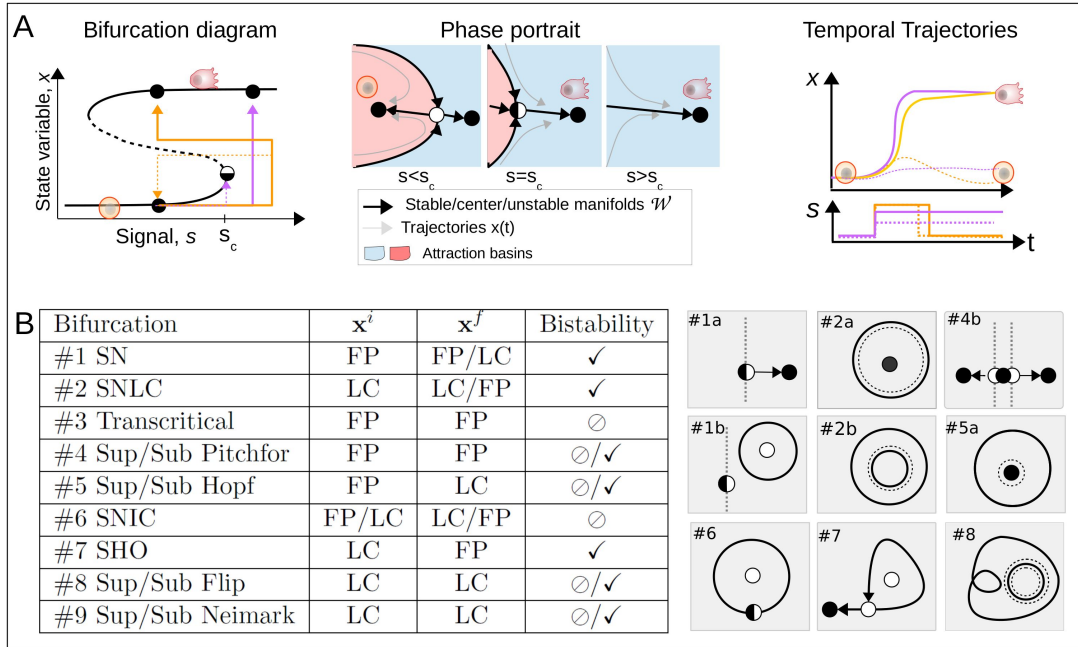 A
Bifurcation diagram
Phase portrait
Temporal Trajectories
State variable, x
Signal, s
s_c
s<s_c
s=s_c
s>s_c
Stable/center/unstable manifolds 𝒲
Trajectories x(t)
Attraction basins
x
s
t
B
Bifurcation x^i x^f Bistability
#1 SN FP FP/LC ✓
#2 SNLC LC LC/FP ✓
#3 Transcritical FP FP ⊘
#4 Sup/Sub Pitchfor FP FP ⊘/✓
#5 Sup/Sub Hopf FP LC ⊘/✓
#6 SNIC FP/LC LC/FP ⊘
#7 SHO LC FP ✓
#8 Sup/Sub Flip LC LC ⊘/✓
#9 Sup/Sub Neimark LC LC ⊘/✓
#1a
#2a
#4b
#1b
#2b
#5a
#6
#7
#8